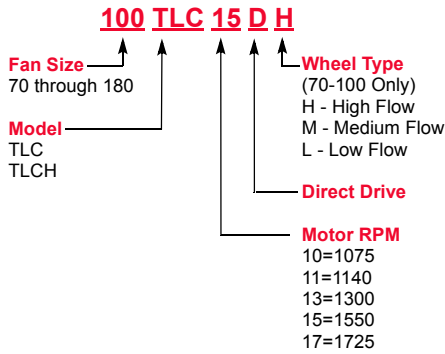 100 TLC 15 D H
Fan Size
70 through 180
Model
TLC
TLCH
Wheel Type
(70-100 Only)
H - High Flow
M - Medium Flow
L - Low Flow
Direct Drive
Motor RPM
10=1075
11=1140
13=1300
15=1550
17=1725